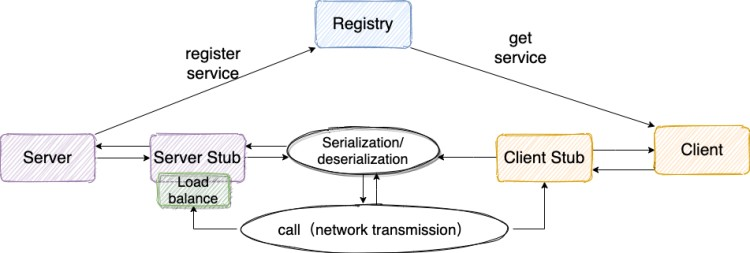 Registry
register
service
get
service
Server
Server Stub
Serialization/
deserialization
Client Stub
Client
Load
balance
call（network transmission）